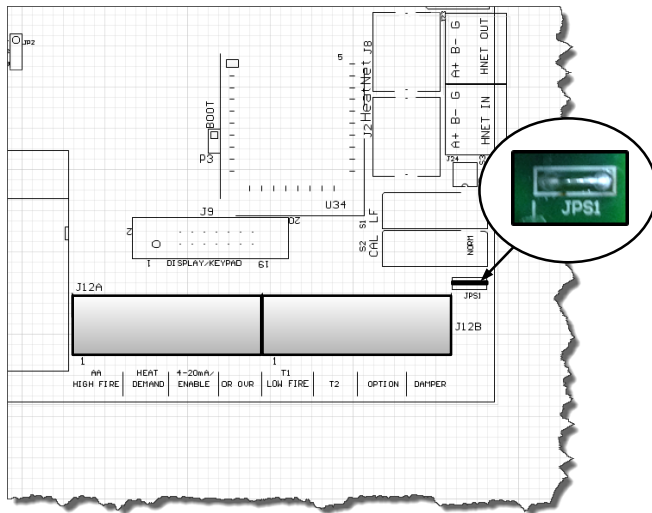 JP2
BOOT
P3
5
U34
J8
J2 HeatNet
J23
A+ B- G
HNET OUT
A+ B- G
HNET IN
J24
S3
S1 LF
S2 CAL
NORM
JPS1
JPS1
J9
2
20
1
19
DISPLAY/KEYPAD
J12A
J12B
1
1
AA
HIGH FIRE
HEAT
DEMAND
4-20mA/
ENABLE
OR OVR
T1
LOW FIRE
T2
OPTION
DAMPER